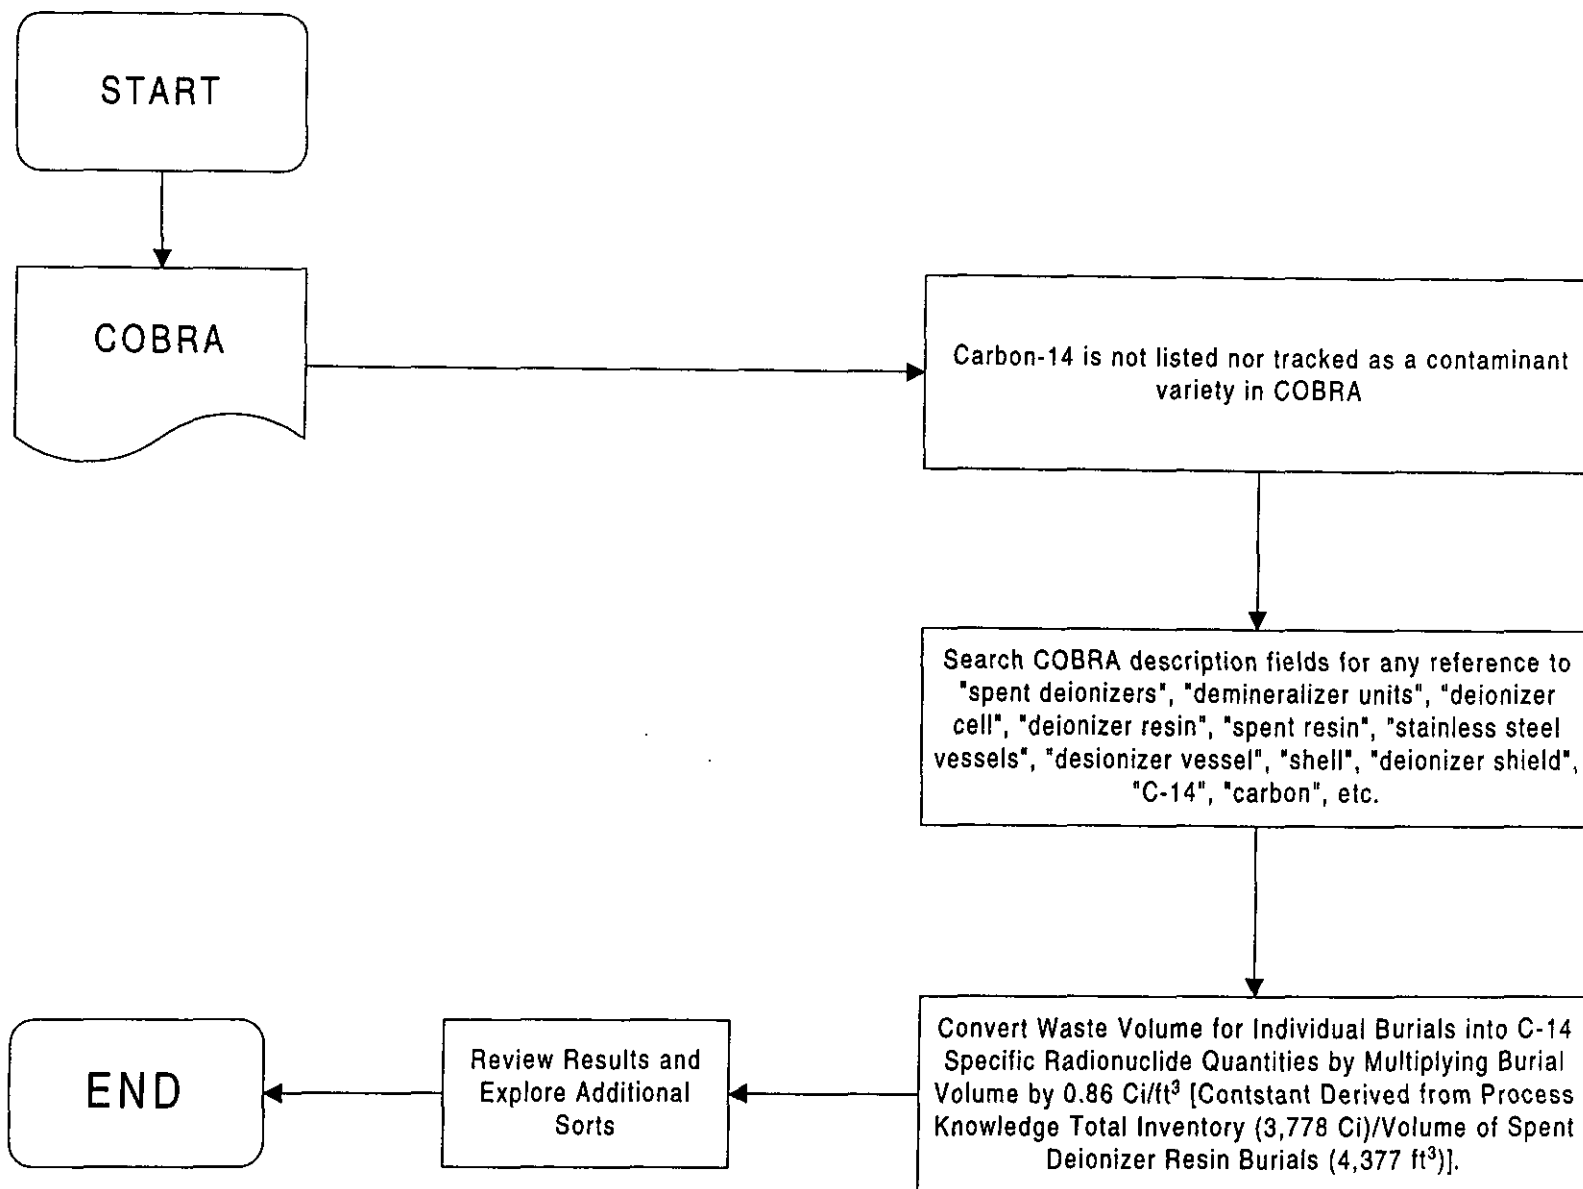 START
COBRA
Carbon-14 is not listed nor tracked as a contaminant
variety in COBRA
Search COBRA description fields for any reference to
"spent deionizers", "demineralizer units", "deionizer
cell", "deionizer resin", "spent resin", "stainless steel
vessels", "desionizer vessel", "shell", "deionizer shield",
"C-14", "carbon", etc.
Convert Waste Volume for Individual Burials into C-14
Specific Radionuclide Quantities by Multiplying Burial
Volume by 0.86 Ci/ft³ [Contstant Derived from Process
Knowledge Total Inventory (3,778 Ci)/Volume of Spent
Deionizer Resin Burials (4,377 ft³)].
Review Results and
Explore Additional
Sorts
END